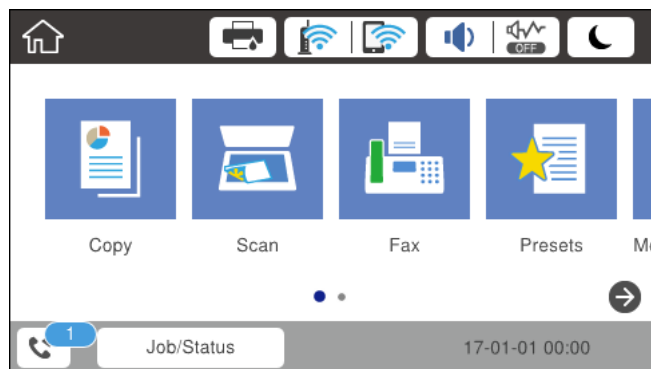 OFF
Copy
Scan
Fax
Presets
1
Job/Status
17-01-01 00:00